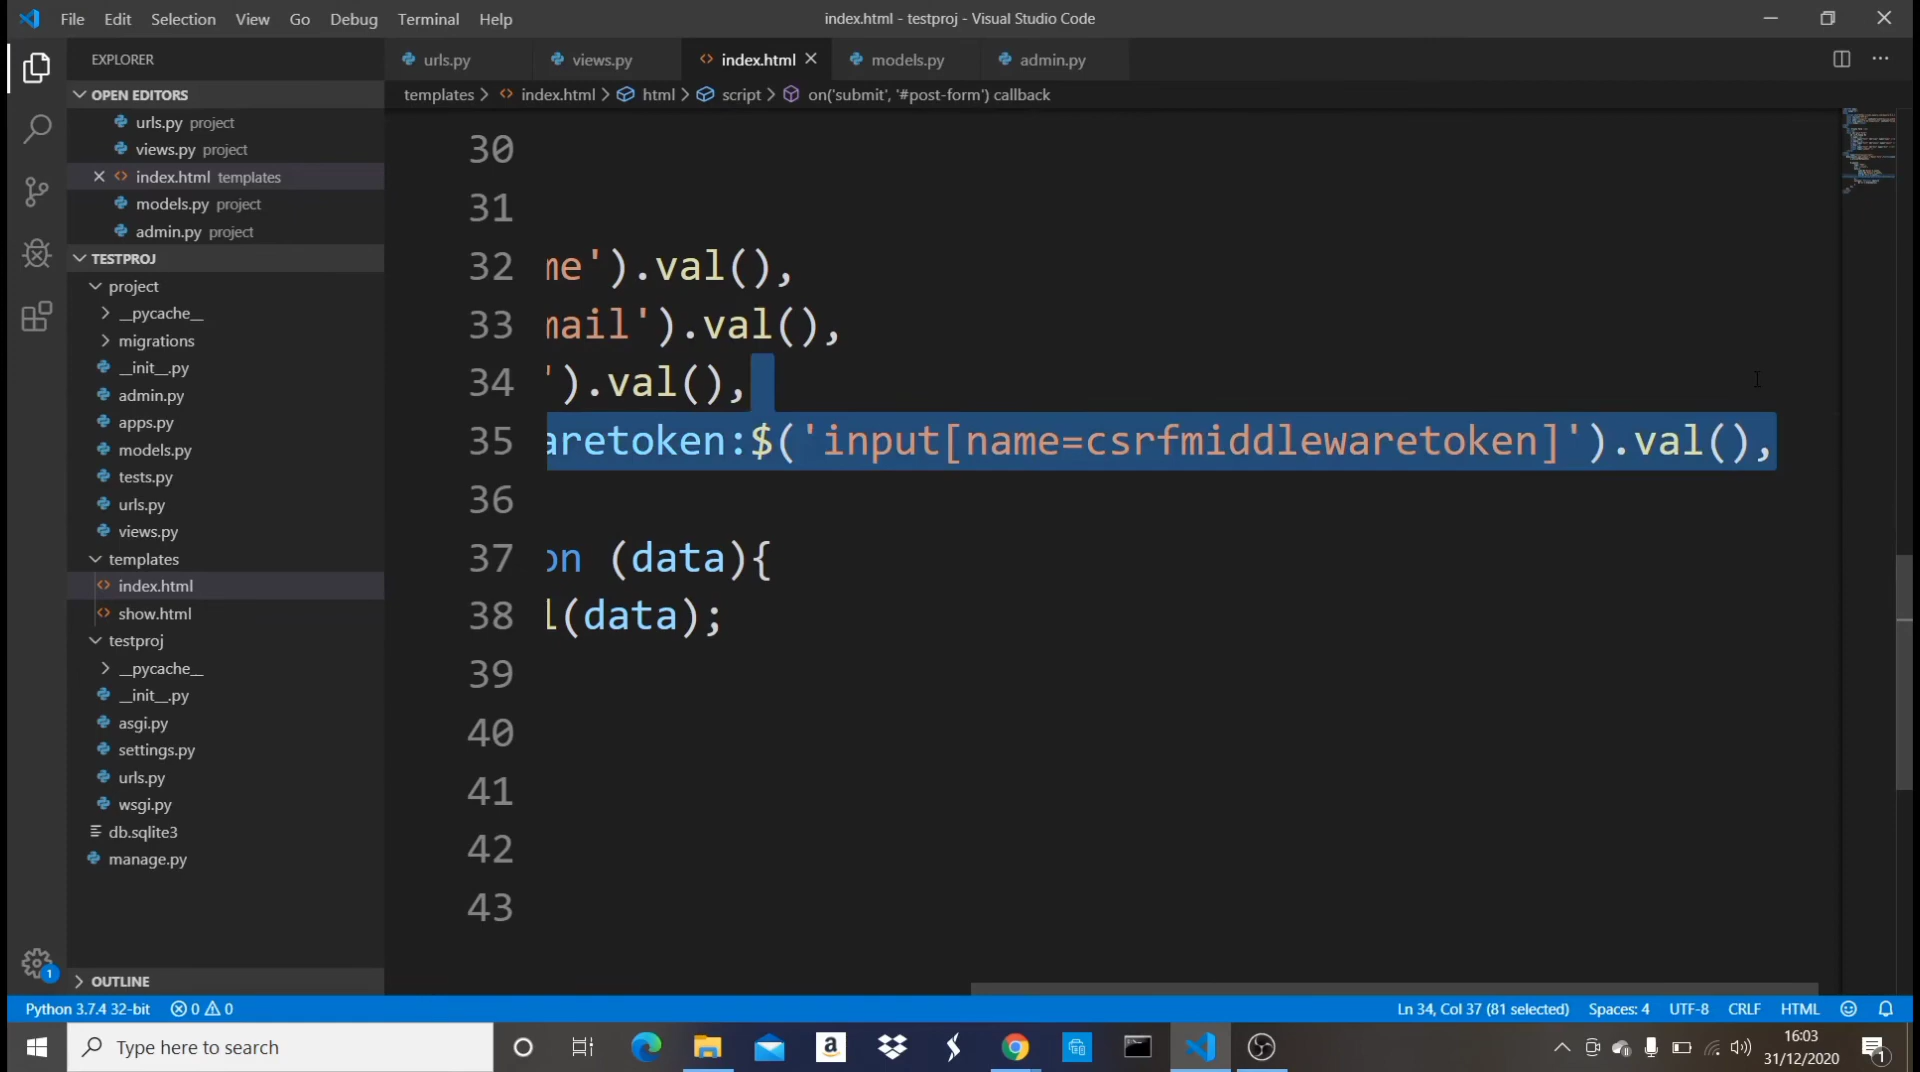 File Edit Selection View Go Debug Terminal Help
index.html - testproj - Visual Studio Code
EXPLORER
OPEN EDITORS
urls.py project
views.py project
index.html templates
models.py project
admin.py project
TESTPROJ
project
__pycache__
migrations
__init__.py
admin.py
apps.py
models.py
tests.py
urls.py
views.py
templates
index.html
show.html
testproj
__pycache__
__init__.py
asgi.py
settings.py
urls.py
wsgi.py
db.sqlite3
manage.py
OUTLINE
urls.py views.py index.html models.py admin.py
templates > index.html > html > script > on('submit', '#post-form') callback
30
31
32 me').val(),
33 mail').val(),
34 ').val(),
35 aretoken:$('input[name=csrfmiddlewaretoken]').val(),
36
37 on (data){
38 l(data);
39
40
41
42
43
1
Python 3.7.4 32-bit 0 0
Ln 34, Col 37 (81 selected) Spaces: 4 UTF-8 CRLF HTML
Type here to search
a
16:03
31/12/2020
1